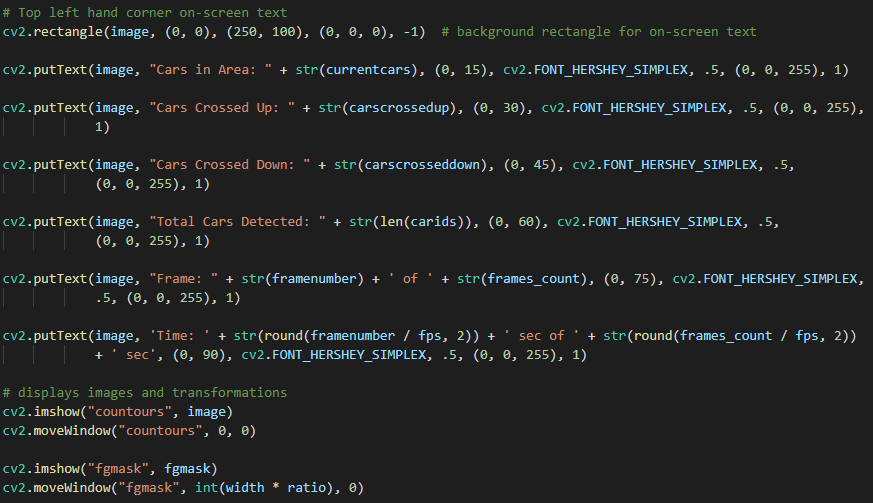 # Top left hand corner on-screen text
cv2.rectangle(image, (0, 0), (250, 100), (0, 0, 0), -1)  # background rectangle for on-screen text
cv2.putText(image, "Cars in Area: " + str(currentcars), (0, 15), cv2.FONT_HERSHEY_SIMPLEX, .5, (0, 0, 255), 1)
cv2.putText(image, "Cars Crossed Up: " + str(carscrossedup), (0, 30), cv2.FONT_HERSHEY_SIMPLEX, .5, (0, 0, 255),
1)
cv2.putText(image, "Cars Crossed Down: " + str(carscrosseddown), (0, 45), cv2.FONT_HERSHEY_SIMPLEX, .5,
(0, 0, 255), 1)
cv2.putText(image, "Total Cars Detected: " + str(len(carids)), (0, 60), cv2.FONT_HERSHEY_SIMPLEX, .5,
(0, 0, 255), 1)
cv2.putText(image, "Frame: " + str(framenumber) + ' of ' + str(frames_count), (0, 75), cv2.FONT_HERSHEY_SIMPLEX,
.5, (0, 0, 255), 1)
cv2.putText(image, 'Time: ' + str(round(framenumber / fps, 2)) + ' sec of ' + str(round(frames_count / fps, 2))
+ ' sec', (0, 90), cv2.FONT_HERSHEY_SIMPLEX, .5, (0, 0, 255), 1)
# displays images and transformations
cv2.imshow("countours", image)
cv2.moveWindow("countours", 0, 0)
cv2.imshow("fgmask", fgmask)
cv2.moveWindow("fgmask", int(width * ratio), 0)